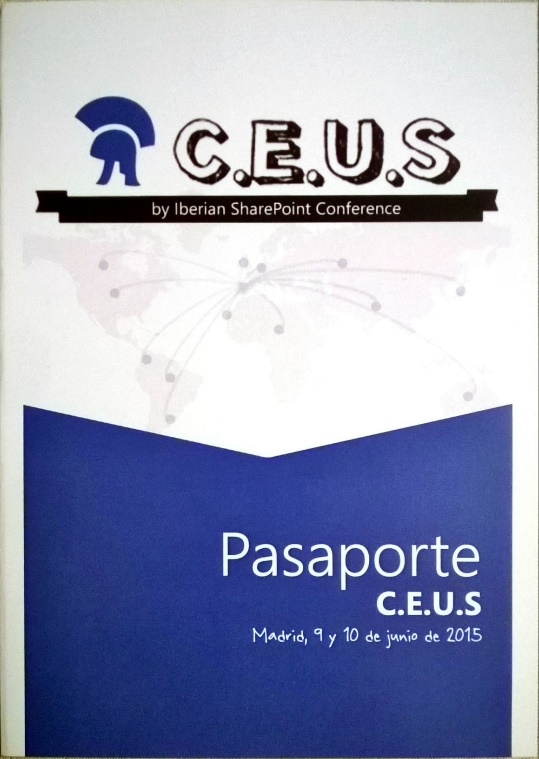 C.E.U.S
by Iberian SharePoint Conference
Pasaporte
C.E.U.S
Madrid, 9 y 10 de junio de 2015